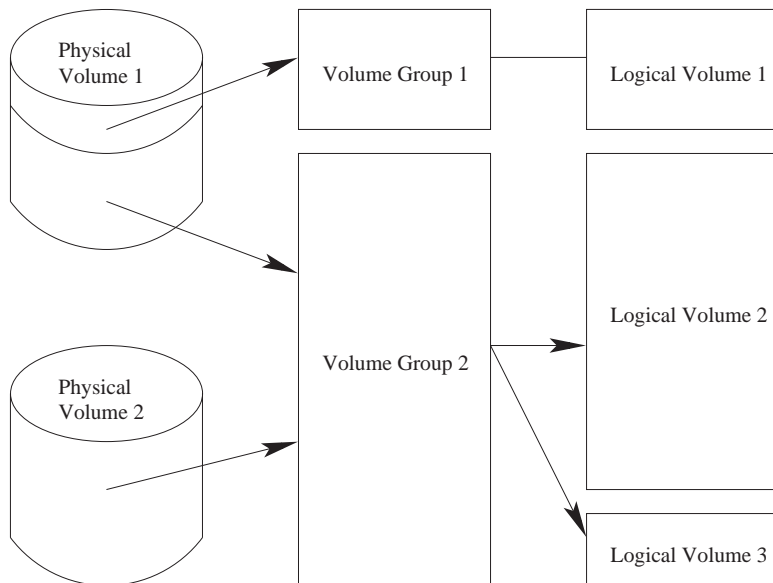 Physical
Volume 1
Volume Group 1
Logical Volume 1
Logical Volume 2
Volume Group 2
Physical
Volume 2
Logical Volume 3